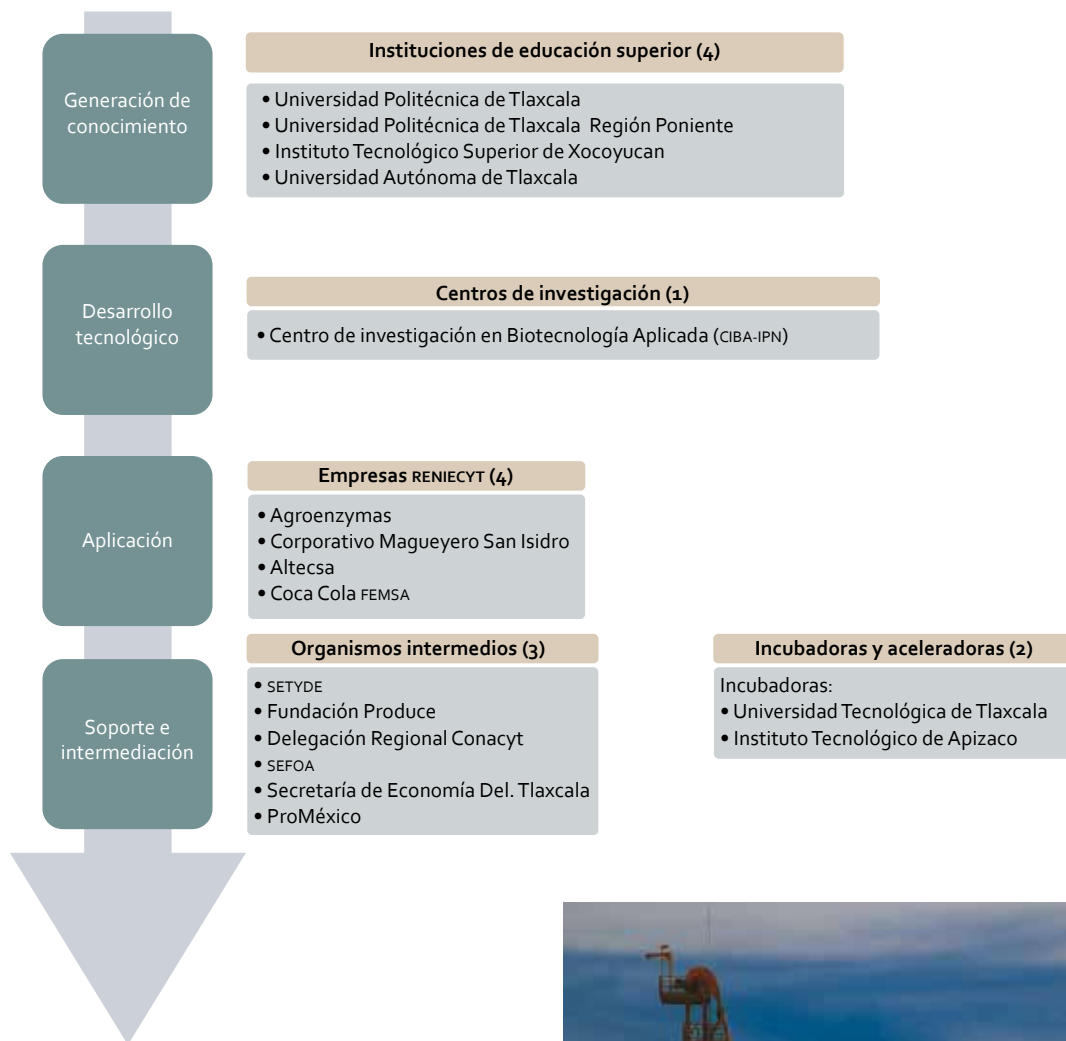 Generación de
conocimiento
Instituciones de educación superior (4)
• Universidad Politécnica de Tlaxcala
• Universidad Politécnica de Tlaxcala Región Poniente
• Instituto Tecnológico Superior de Xocoyucan
• Universidad Autónoma de Tlaxcala
Desarrollo
tecnológico
Centros de investigación (1)
• Centro de investigación en Biotecnología Aplicada (CIBA-IPN)
Aplicación
Empresas RENIECYT (4)
• Agroenzymas
• Corporativo Magueyero San Isidro
• Altecsa
• Coca Cola FEMSA
Soporte e
intermediación
Organismos intermedios (3)
• SETYDE
• Fundación Produce
• Delegación Regional Conacyt
• SEFOA
• Secretaría de Economía Del. Tlaxcala
• ProMéxico
Incubadoras y aceleradoras (2)
Incubadoras:
• Universidad Tecnológica de Tlaxcala
• Instituto Tecnológico de Apizaco